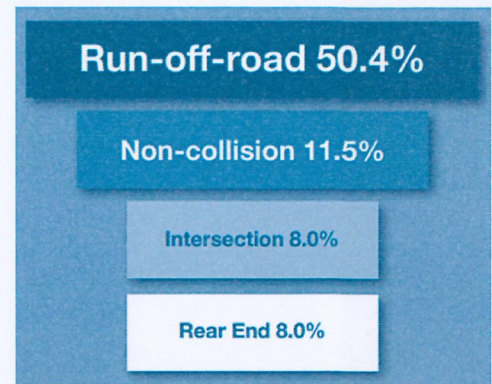 Run-off-road 50.4%
Non-collision 11.5%
Intersection 8.0%
Rear End 8.0%